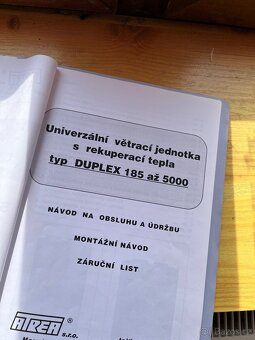 Univerzální větrací jednotka
s rekuperací tepla
typ DUPLEX 185 až 5000
NÁVOD NA OBSLUHU A ÚDRŽBU
MONTÁŽNÍ NÁVOD
ZÁRUČNÍ LIST
ATREA
s.r.o.